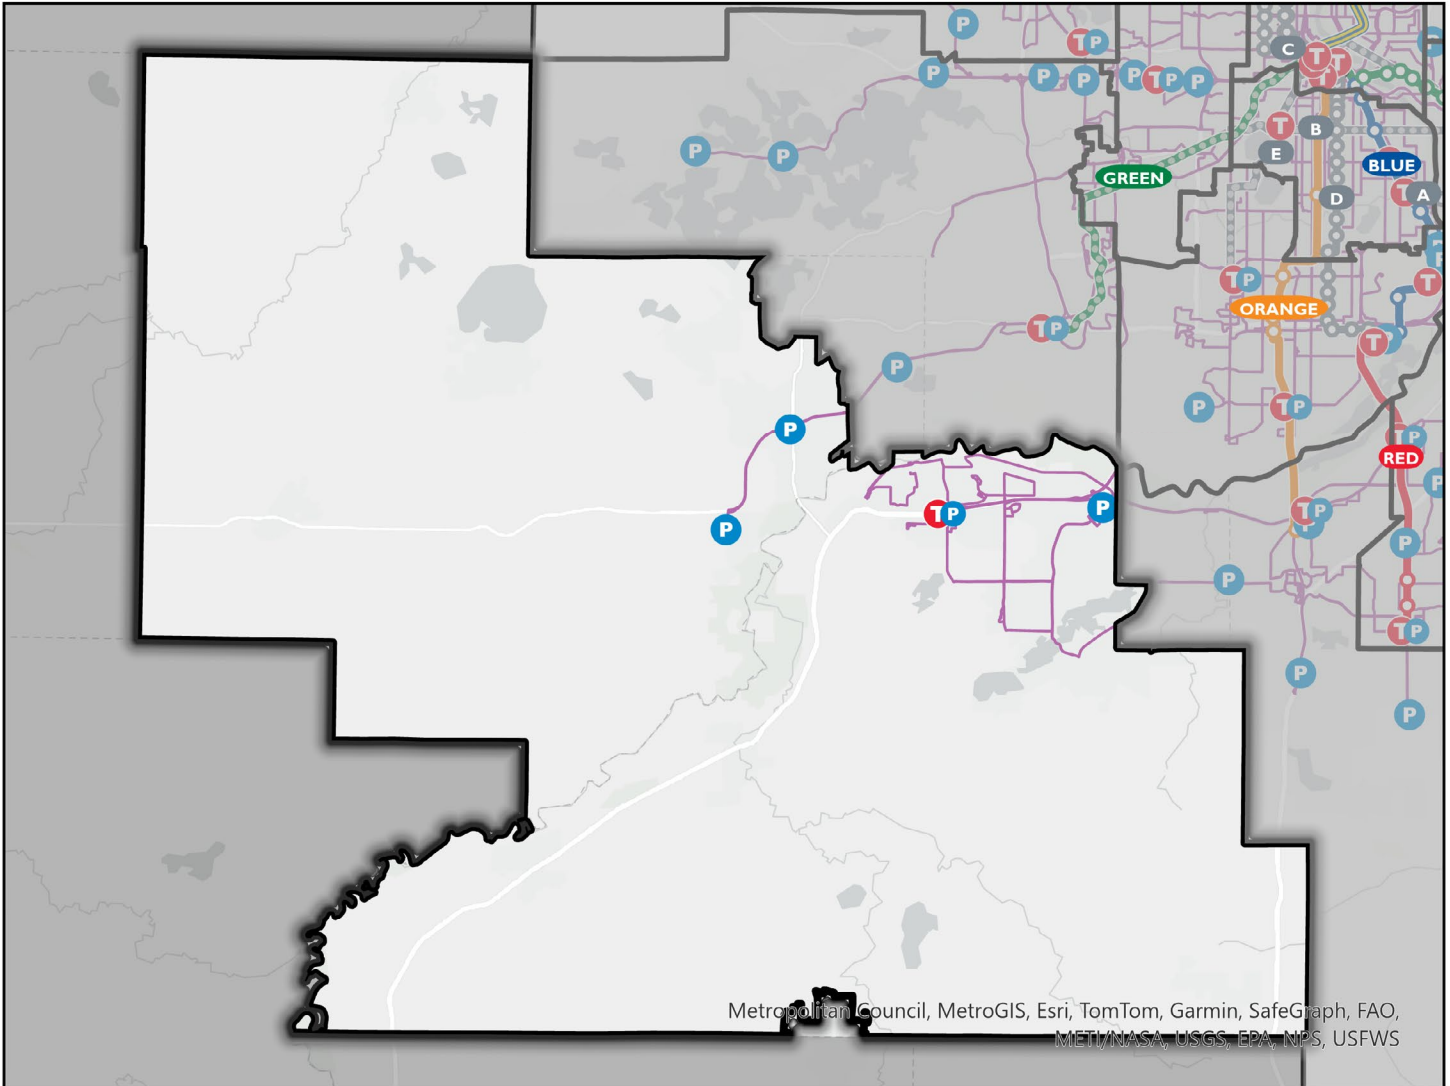 P
T P
C T T
T
P
P P P T P P
T B
P P E
GREEN BLUE
D T A
P
T P T
ORANGE
T P T P
P
P T P
P T P
RED
P
T P P T P
P P
P P
T P
P
P
Metropolitan Council, MetroGIS, Esri, TomTom, Garmin, SafeGraph, FAO,
METI/NASA, USGS, EPA, NPS, USFWS